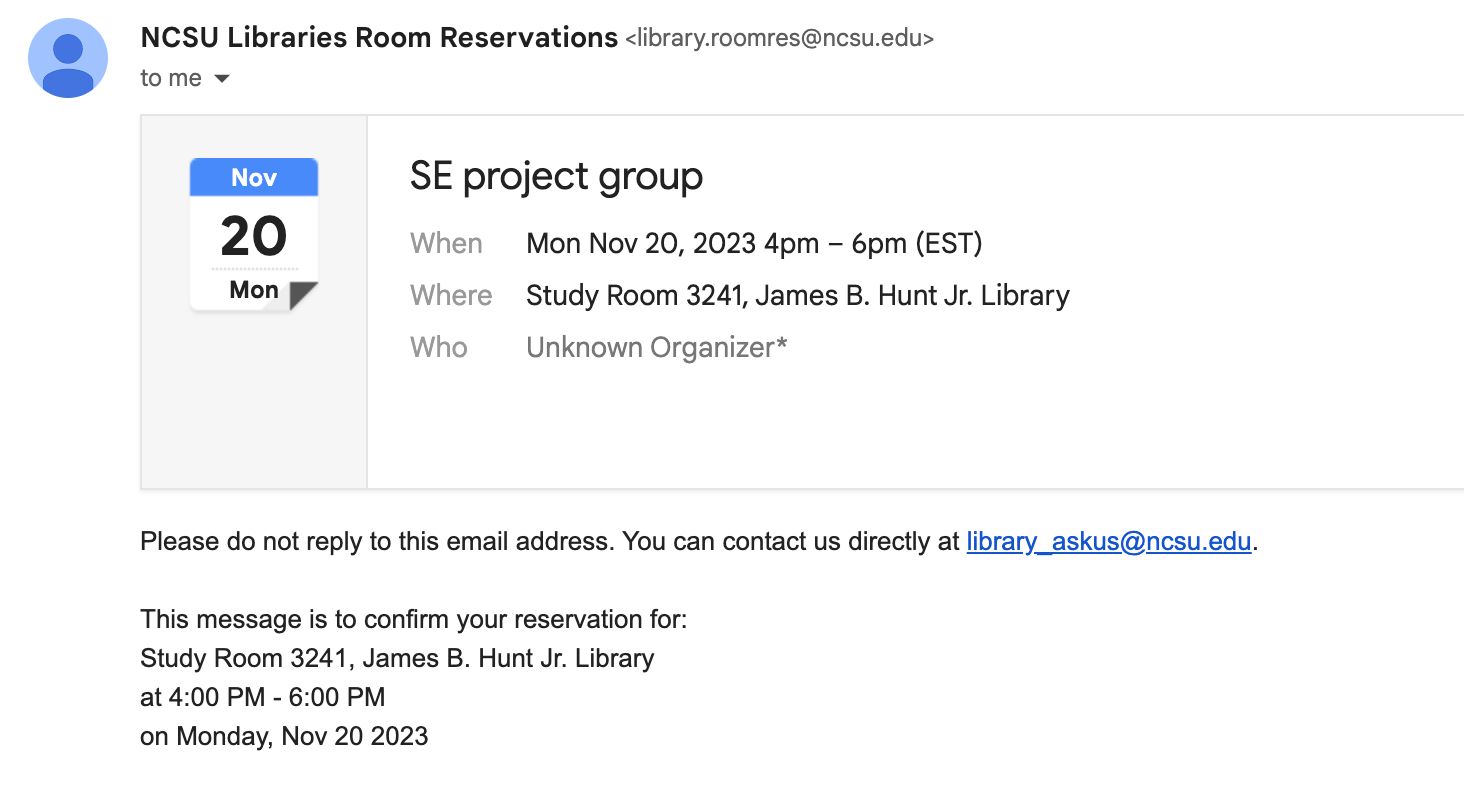 NCSU Libraries Room Reservations <library.roomres@ncsu.edu>
to me
Nov
20
Mon
SE project group
When Mon Nov 20, 2023 4pm – 6pm (EST)
Where Study Room 3241, James B. Hunt Jr. Library
Who Unknown Organizer*
Please do not reply to this email address. You can contact us directly at library_askus@ncsu.edu.
This message is to confirm your reservation for:
Study Room 3241, James B. Hunt Jr. Library
at 4:00 PM - 6:00 PM
on Monday, Nov 20 2023